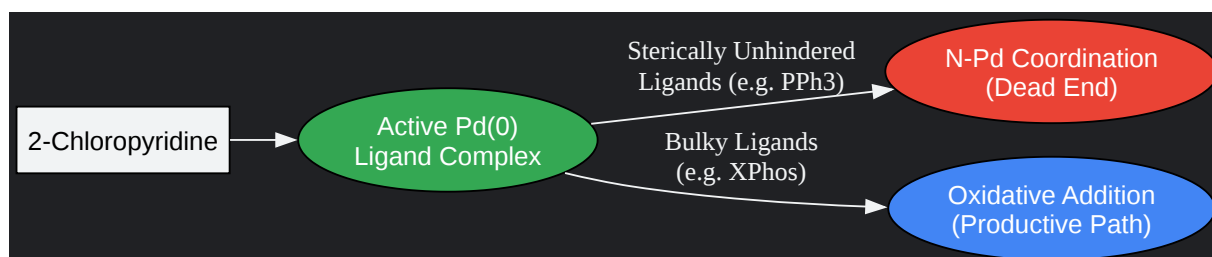 2-Chloropyridine
Active Pd(0)
Ligand Complex
Sterically Unhindered
Ligands (e.g. PPh3)
N-Pd Coordination
(Dead End)
Bulky Ligands
(e.g. XPhos)
Oxidative Addition
(Productive Path)